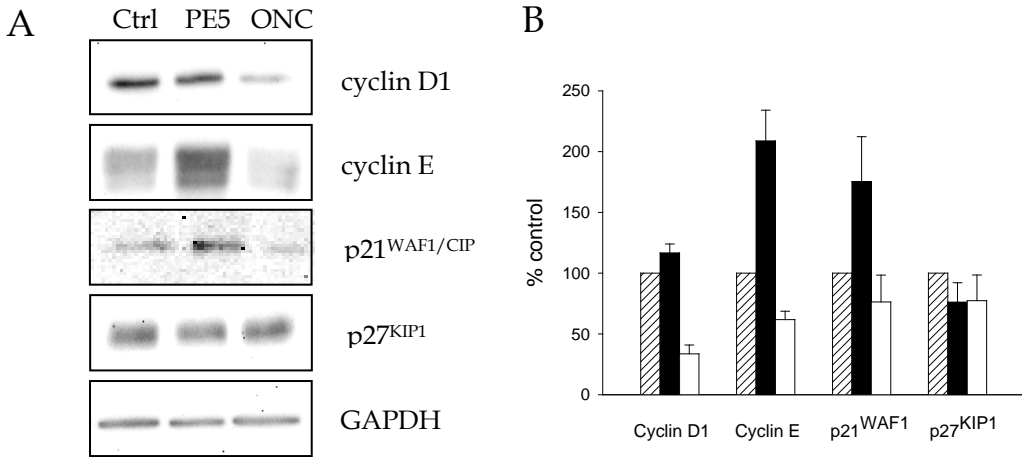 A
Ctrl PE5 ONC
cyclin D1
cyclin E
p21WAF1/CIP
p27KIP1
GAPDH
B
% control
250
200
150
100
50
0
Cyclin D1 Cyclin E p21WAF1 p27KIP1